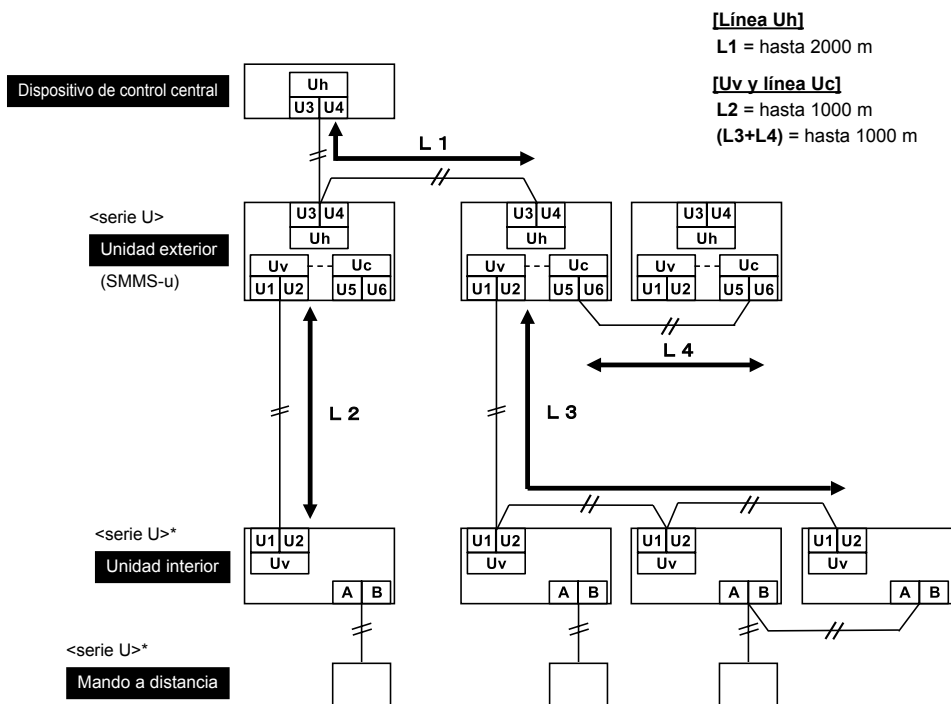 [Línea Uh]
L1 = hasta 2000 m
[Uv y línea Uc]
L2 = hasta 1000 m
(L3+L4) = hasta 1000 m
Dispositivo de control central
Uh
U3 U4
L 1
<serie U>
Unidad exterior
(SMMS-u)
U3 U4
Uh
Uv Uc
U1 U2 U5 U6
U3 U4
Uh
Uv Uc
U1 U2 U5 U6
U3 U4
Uh
Uv Uc
U1 U2 U5 U6
L 4
L 2
L 3
<serie U>*
Unidad interior
U1 U2
Uv
A B
U1 U2
Uv
A B
U1 U2
Uv
A B
U1 U2
Uv
A B
<serie U>*
Mando a distancia